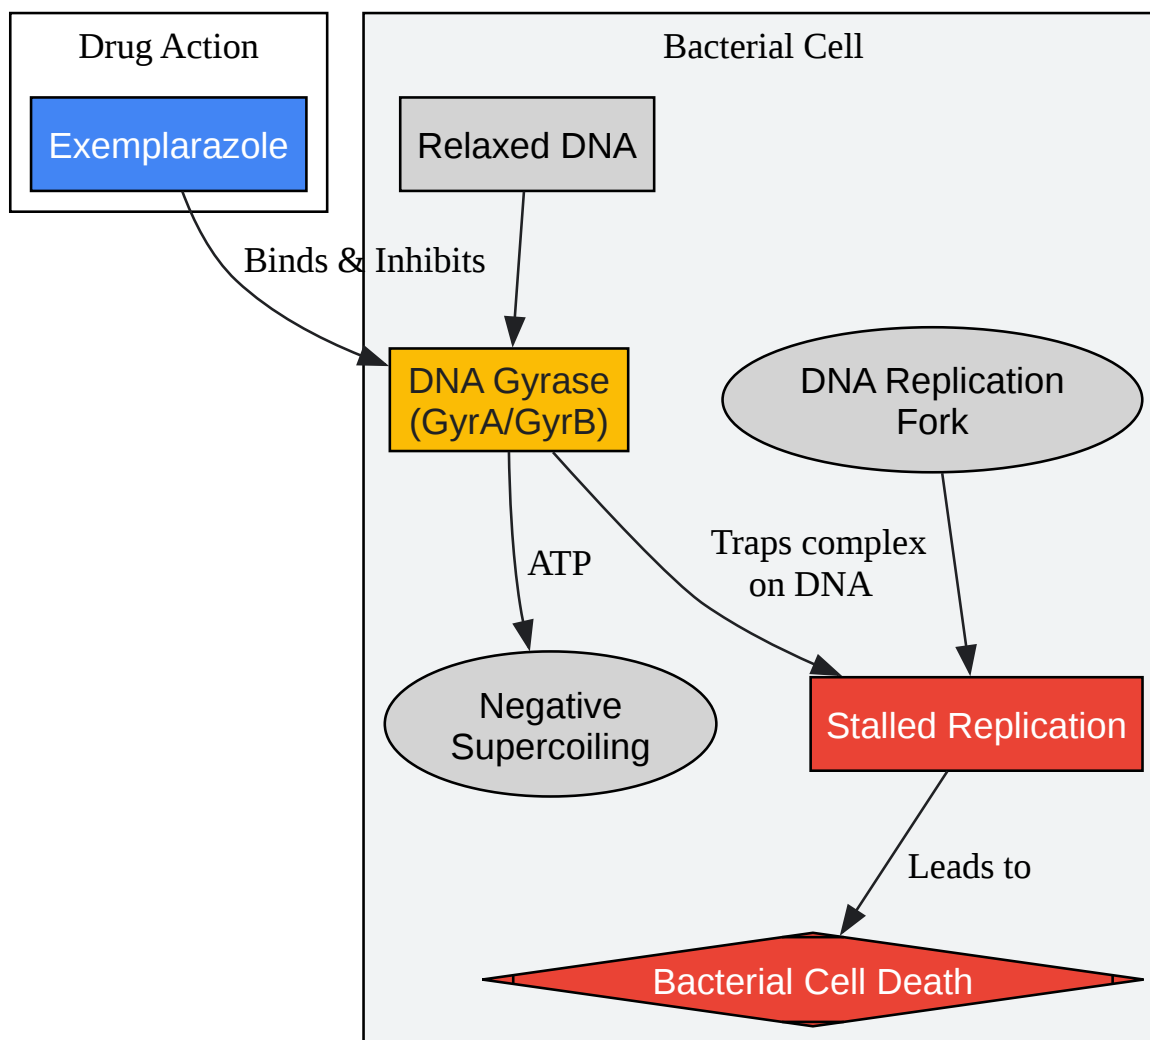 Drug Action
Bacterial Cell
Exemplarazole
Relaxed DNA
Binds & Inhibits
DNA Gyrase
(GyrA/GyrB)
DNA Replication
Fork
ATP
Traps complex
on DNA
Negative
Supercoiling
Stalled Replication
Leads to
Bacterial Cell Death